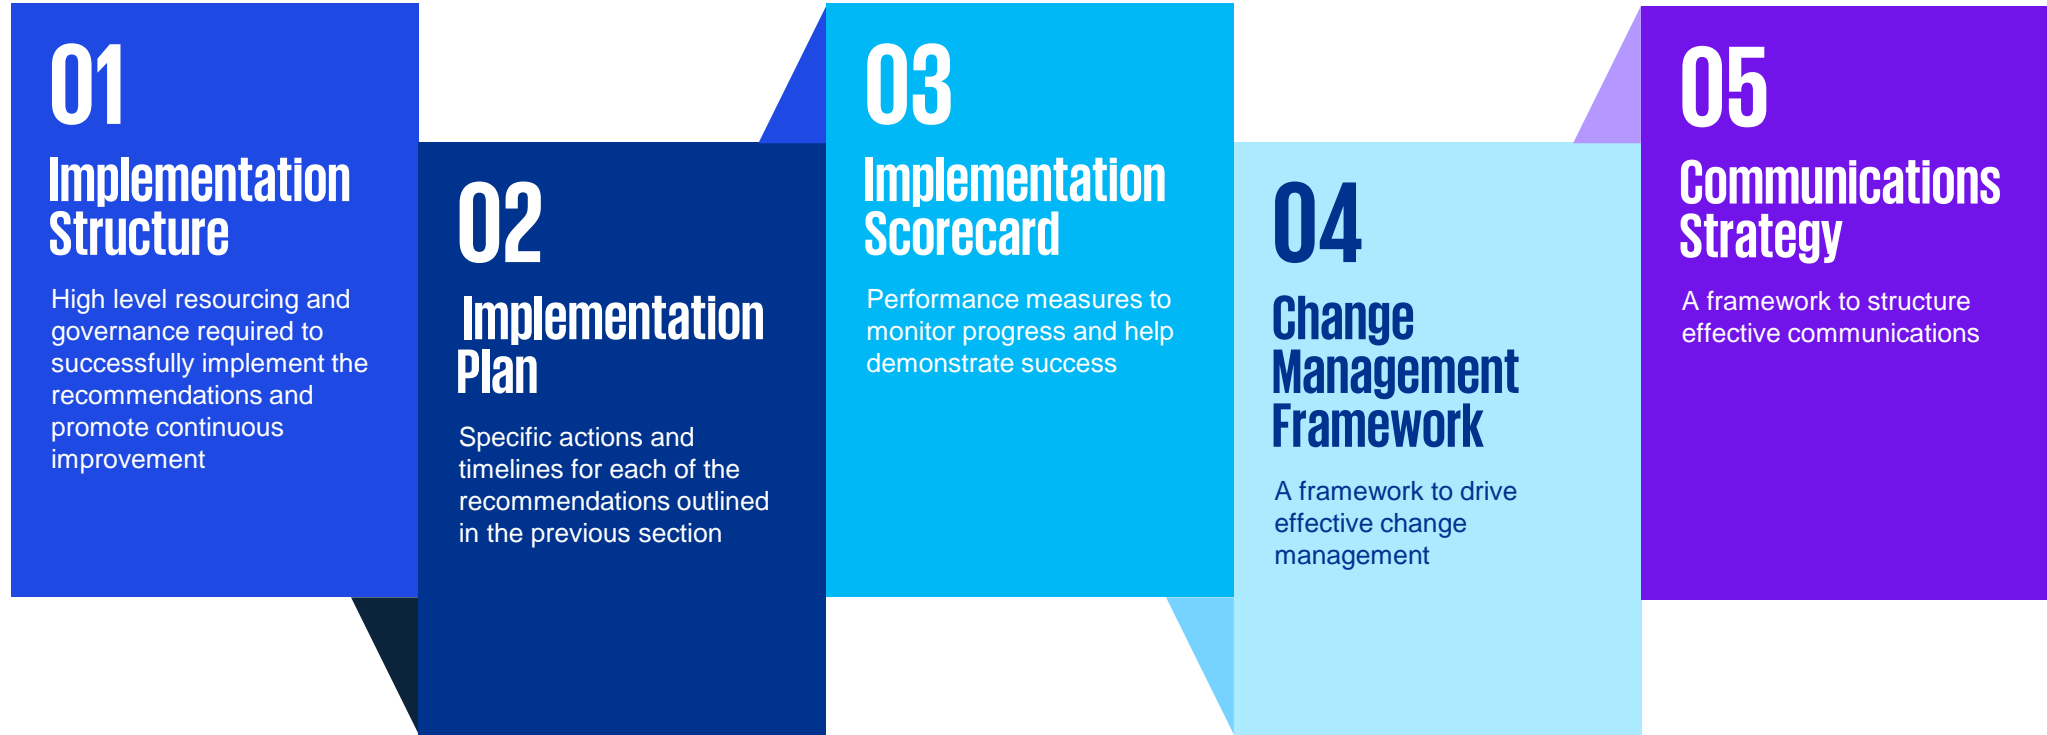 01
Implementation
Structure
High level resourcing and
governance required to
successfully implement the
recommendations and
promote continuous
improvement
02
Implementation
Plan
Specific actions and
timelines for each of the
recommendations outlined
in the previous section
03
Implementation
Scorecard
Performance measures to
monitor progress and help
demonstrate success
04
Change
Management
Framework
A framework to drive
effective change
management
05
Communications
Strategy
A framework to structure
effective communications